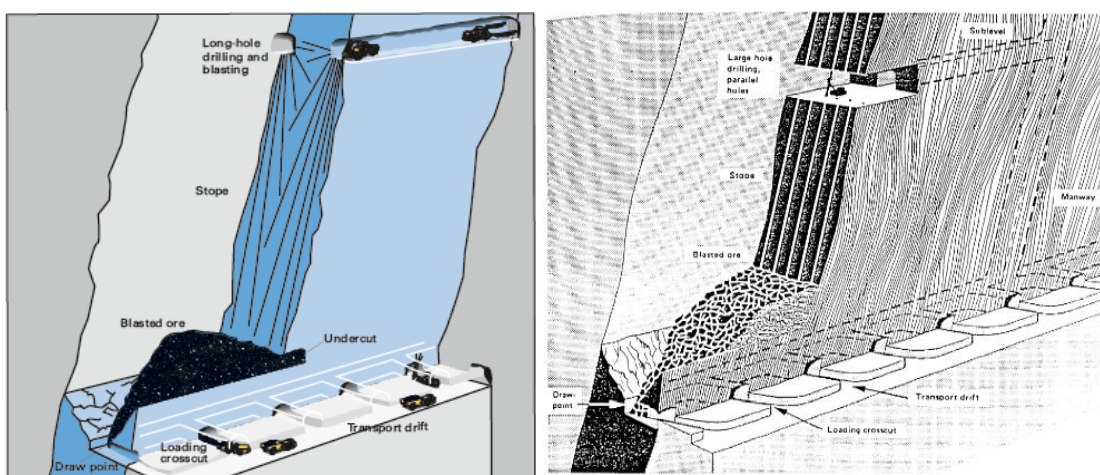 Long-hole
drilling and
blasting
Stope
Blasted ore
Undercut
Transport drift
Loading
crosscut
Draw point
Sublevel
Large hole
drilling,
parallel
holes
Stope
Manway
Blasted ore
Draw-
point
Transport drift
Loading crosscut